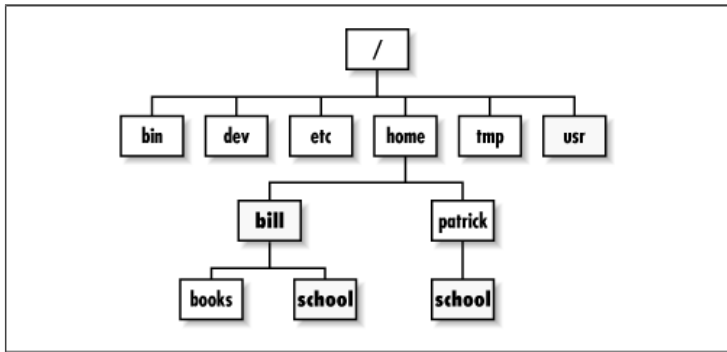 /
bin dev etc home tmp usr
bill patrick
books school school